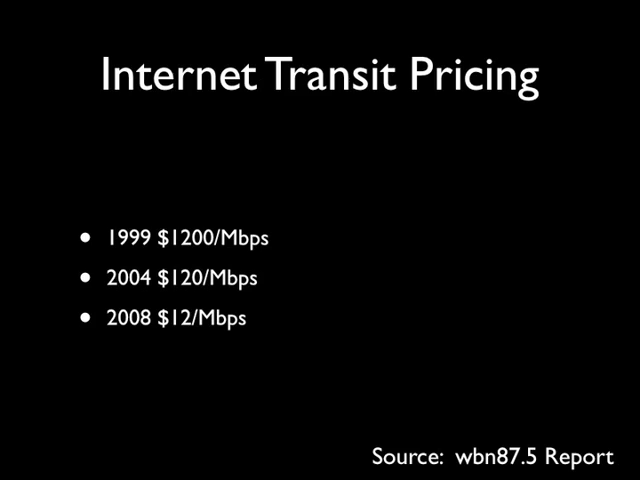 Internet Transit Pricing
• 1999 $1200/Mbps
• 2004 $120/Mbps
• 2008 $12/Mbps
Source: wbn87.5 Report